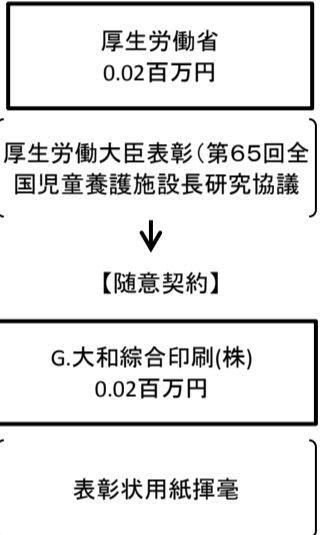 厚生労働省
0.02百万円
厚生労働大臣表彰(第65回全
国児童養護施設長研究協議
【随意契約】
G.大和綜合印刷(株)
0.02百万円
表彰状用紙揮毫